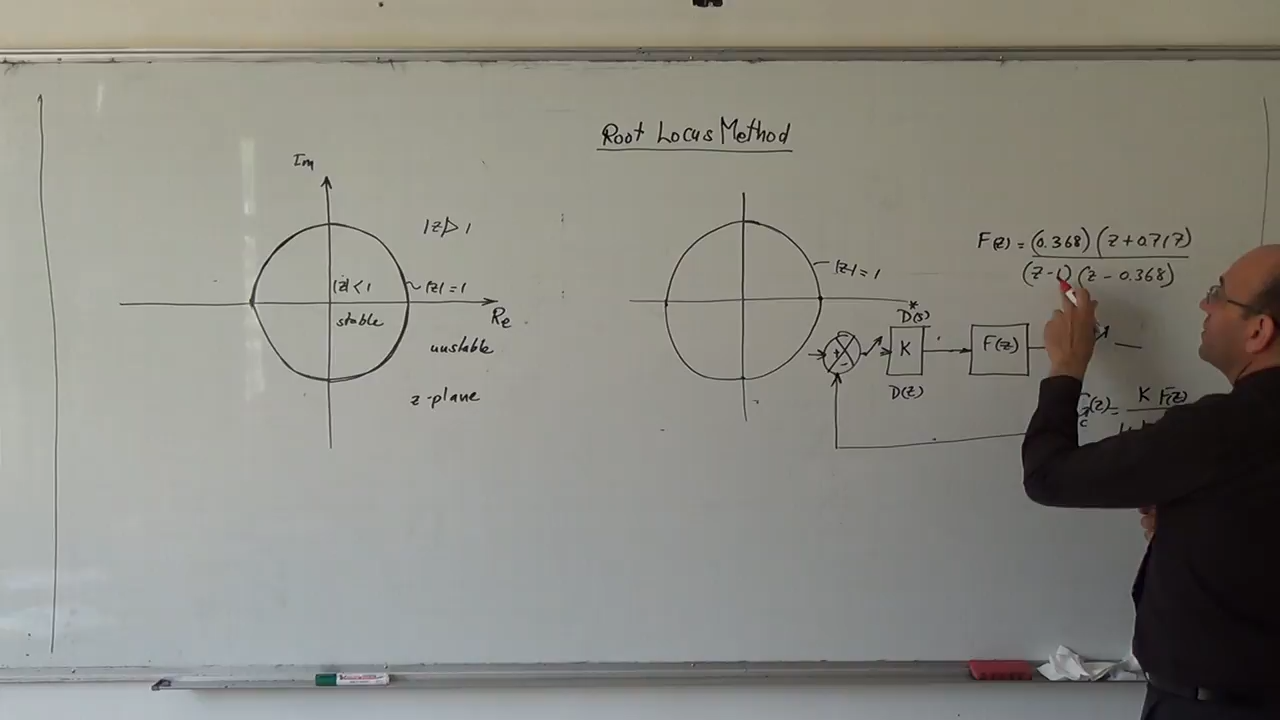 Root Locus Method
Im
|z|>1
|z|<1
|z|=1
stable
Re
unstable
z-plane
|z|=1
F(z) = (0.368)(z+0.717)
(z-1)(z-0.368)
D*(s)
+
-
K
F(z)
D(z)
G_c(z) = K F(z)